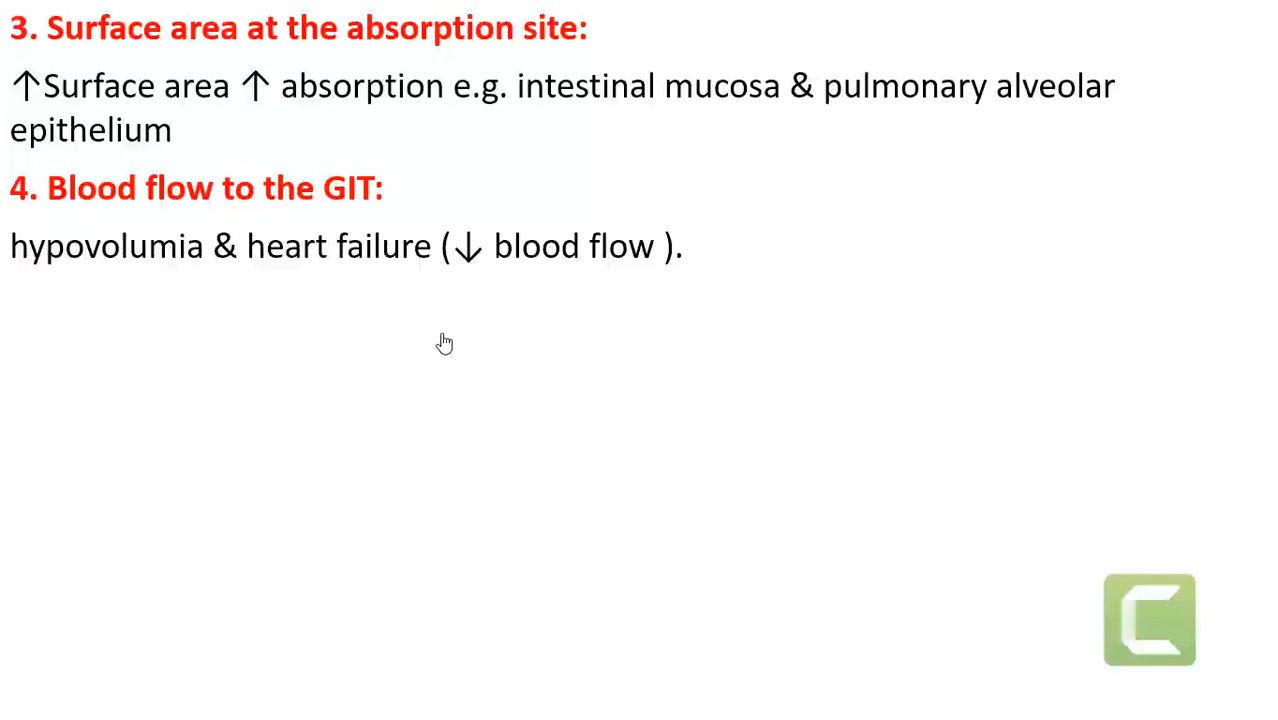 3. Surface area at the absorption site:
↑Surface area ↑ absorption e.g. intestinal mucosa & pulmonary alveolar
epithelium
4. Blood flow to the GIT:
hypovolumia & heart failure (↓ blood flow ).